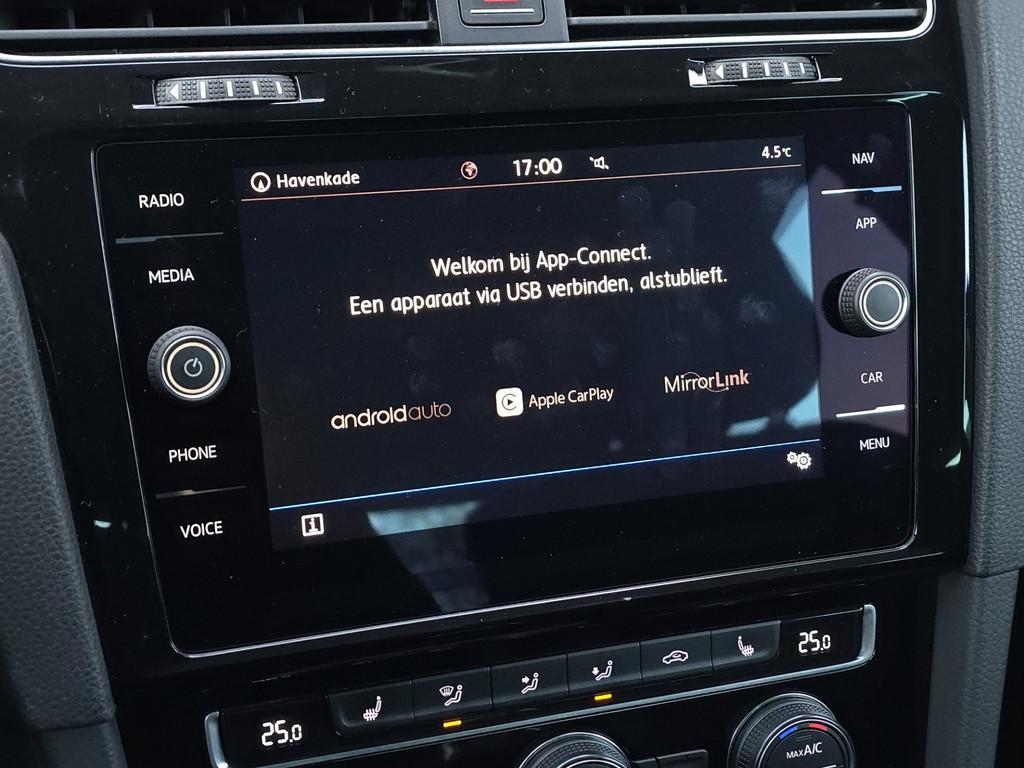 Havenkade
17:00
4.5°C
NAV
RADIO
APP
MEDIA
Welkom bij App-Connect.
Een apparaat via USB verbinden, alstublieft.
androidauto
Apple CarPlay
MirrorLink
CAR
PHONE
MENU
VOICE
25.0
25.0
MAX A/C